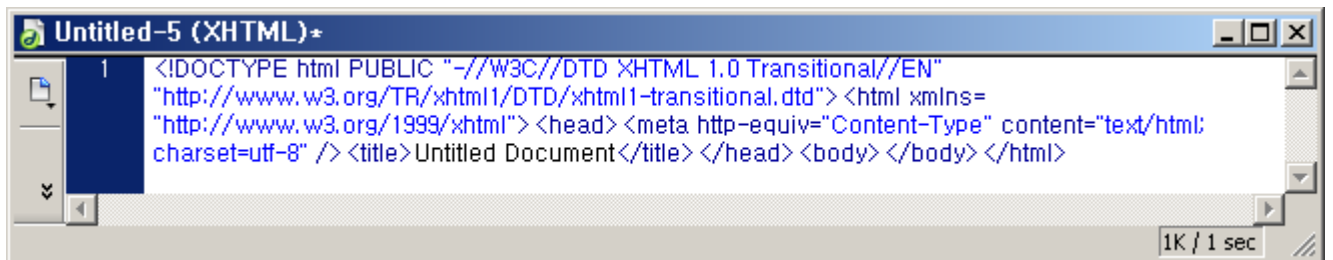 Untitled-5 (XHTML)*
1 <!DOCTYPE html PUBLIC "-//W3C//DTD XHTML 1.0 Transitional//EN"
"http://www.w3.org/TR/xhtml1/DTD/xhtml1-transitional.dtd"><html xmlns=
"http://www.w3.org/1999/xhtml"><head><meta http-equiv="Content-Type" content="text/html;
charset=utf-8" /><title>Untitled Document</title></head><body></body></html>
1K / 1 sec